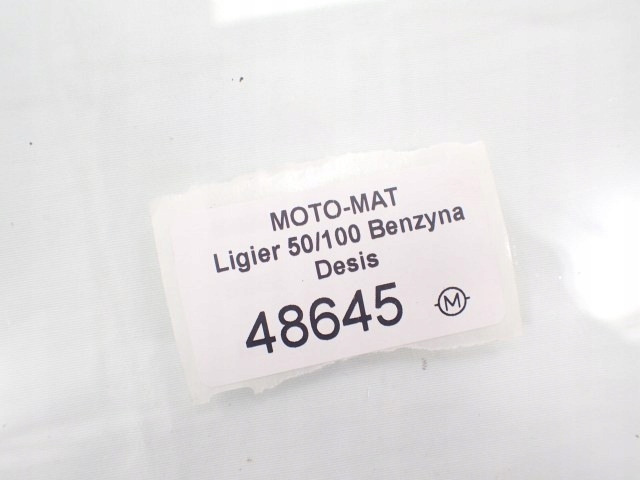 MOTO-MAT
Ligier 50/100 Benzyna
Desis
48645 M